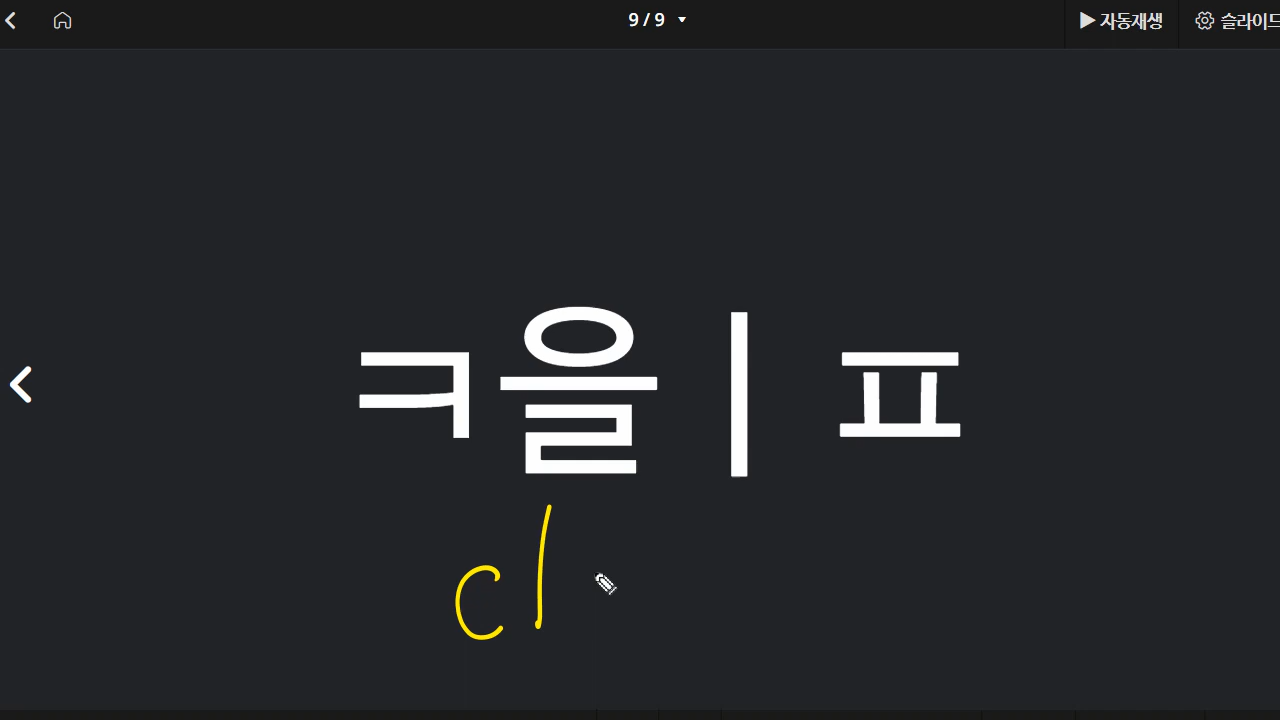 9 / 9
자동재생
슬라이드
ㅋ을 ㅣ ㅍ
cl